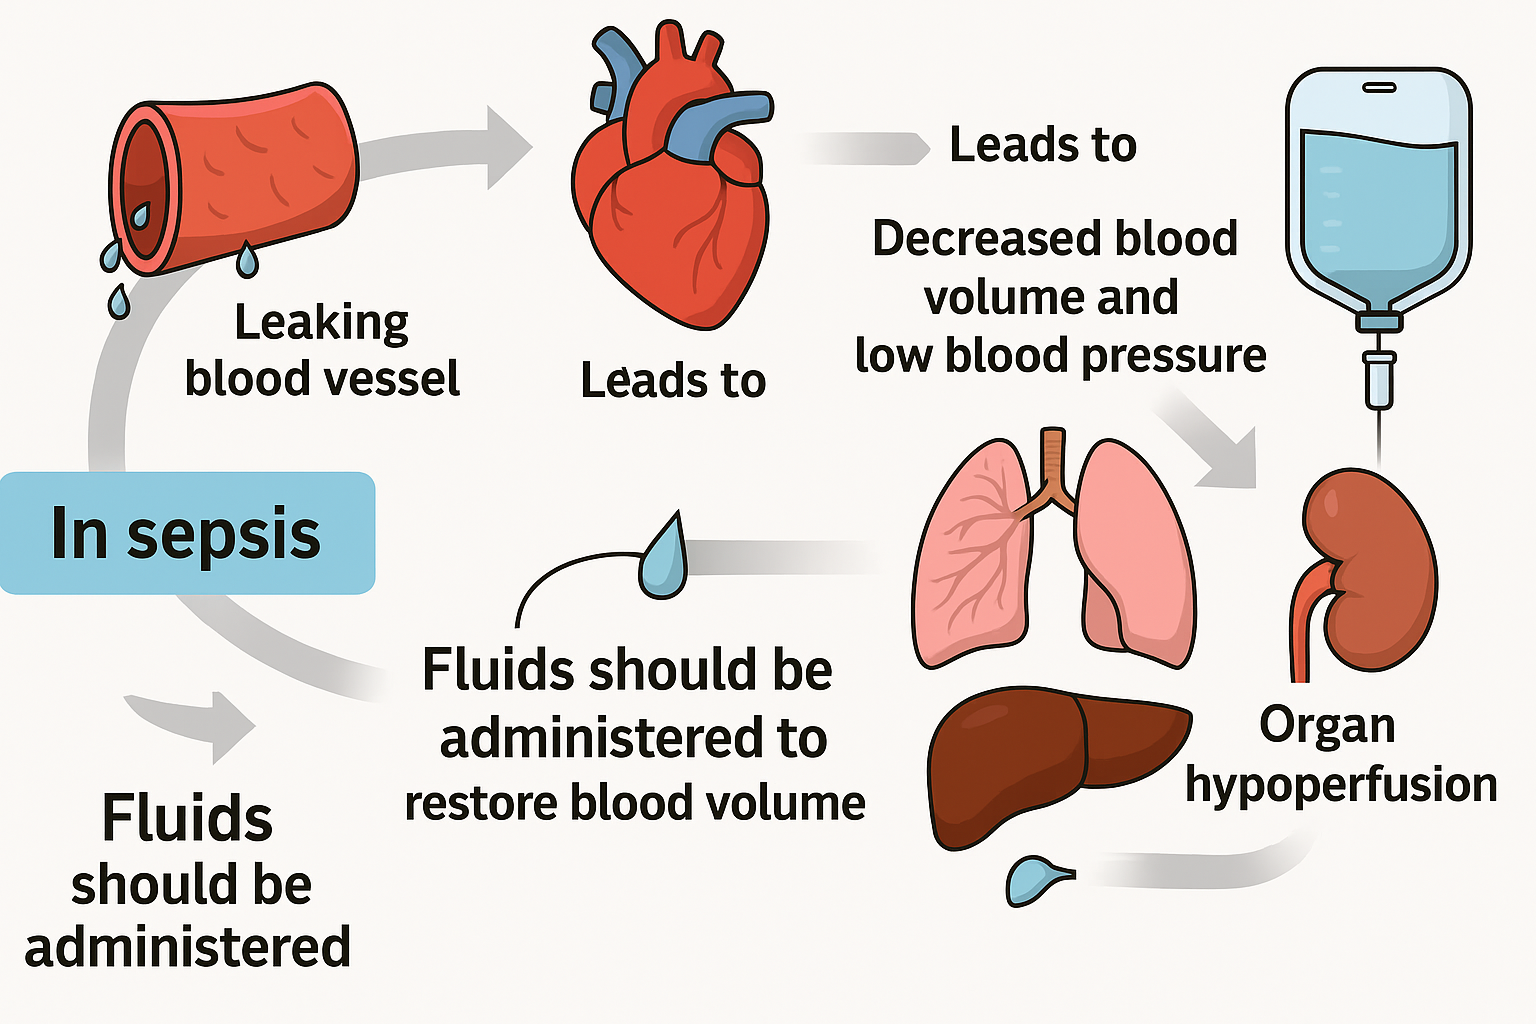 Leaking
blood vessel
Leads to
Leads to
Decreased blood
volume and
low blood pressure
In sepsis
Fluids should be
administered to
restore blood volume
Organ
hypoperfusion
Fluids
should be
administered